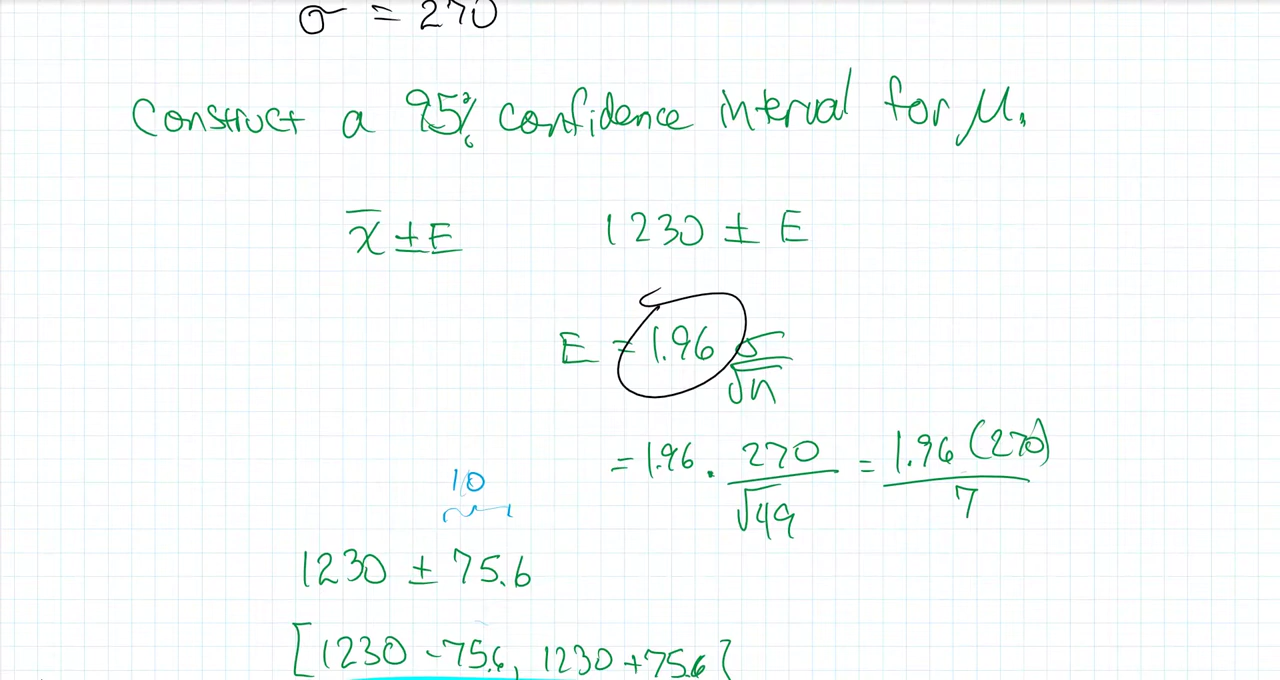 σ = 270
Construct a 95% confidence interval for μ.
x̄ ± E 1230 ± E
E = 1.96 σ/√n
= 1.96 · 270/√49 = 1.96 (270)/7
10
1230 ± 75.6
[1230 - 75.6, 1230 + 75.6]